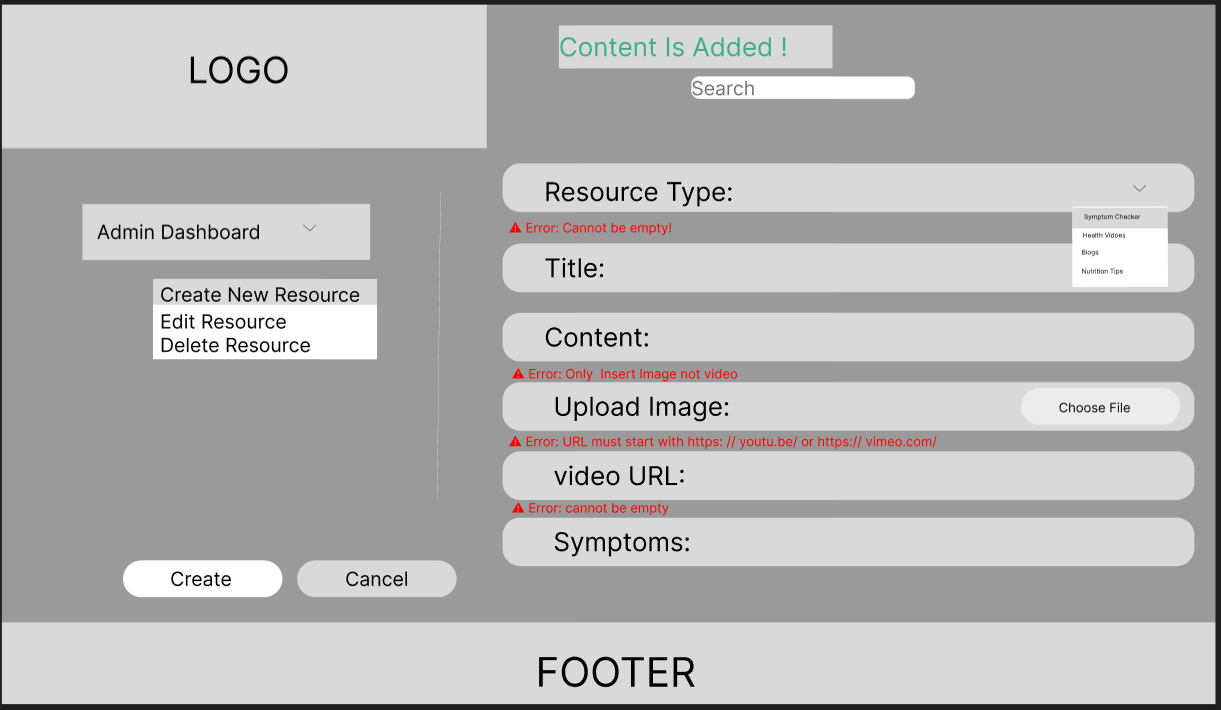 LOGO
Content Is Added !
Search
Admin Dashboard
Create New Resource
Edit Resource
Delete Resource
Create
Cancel
Resource Type:
Symptom Checker
Health Vidoes
Blogs
Nutrition Tips
Error: Cannot be empty!
Title:
Content:
Error: Only Insert Image not video
Upload Image:
Choose File
Error: URL must start with https: // youtu.be/ or https:// vimeo.com/
video URL:
Error: cannot be empty
Symptoms:
FOOTER